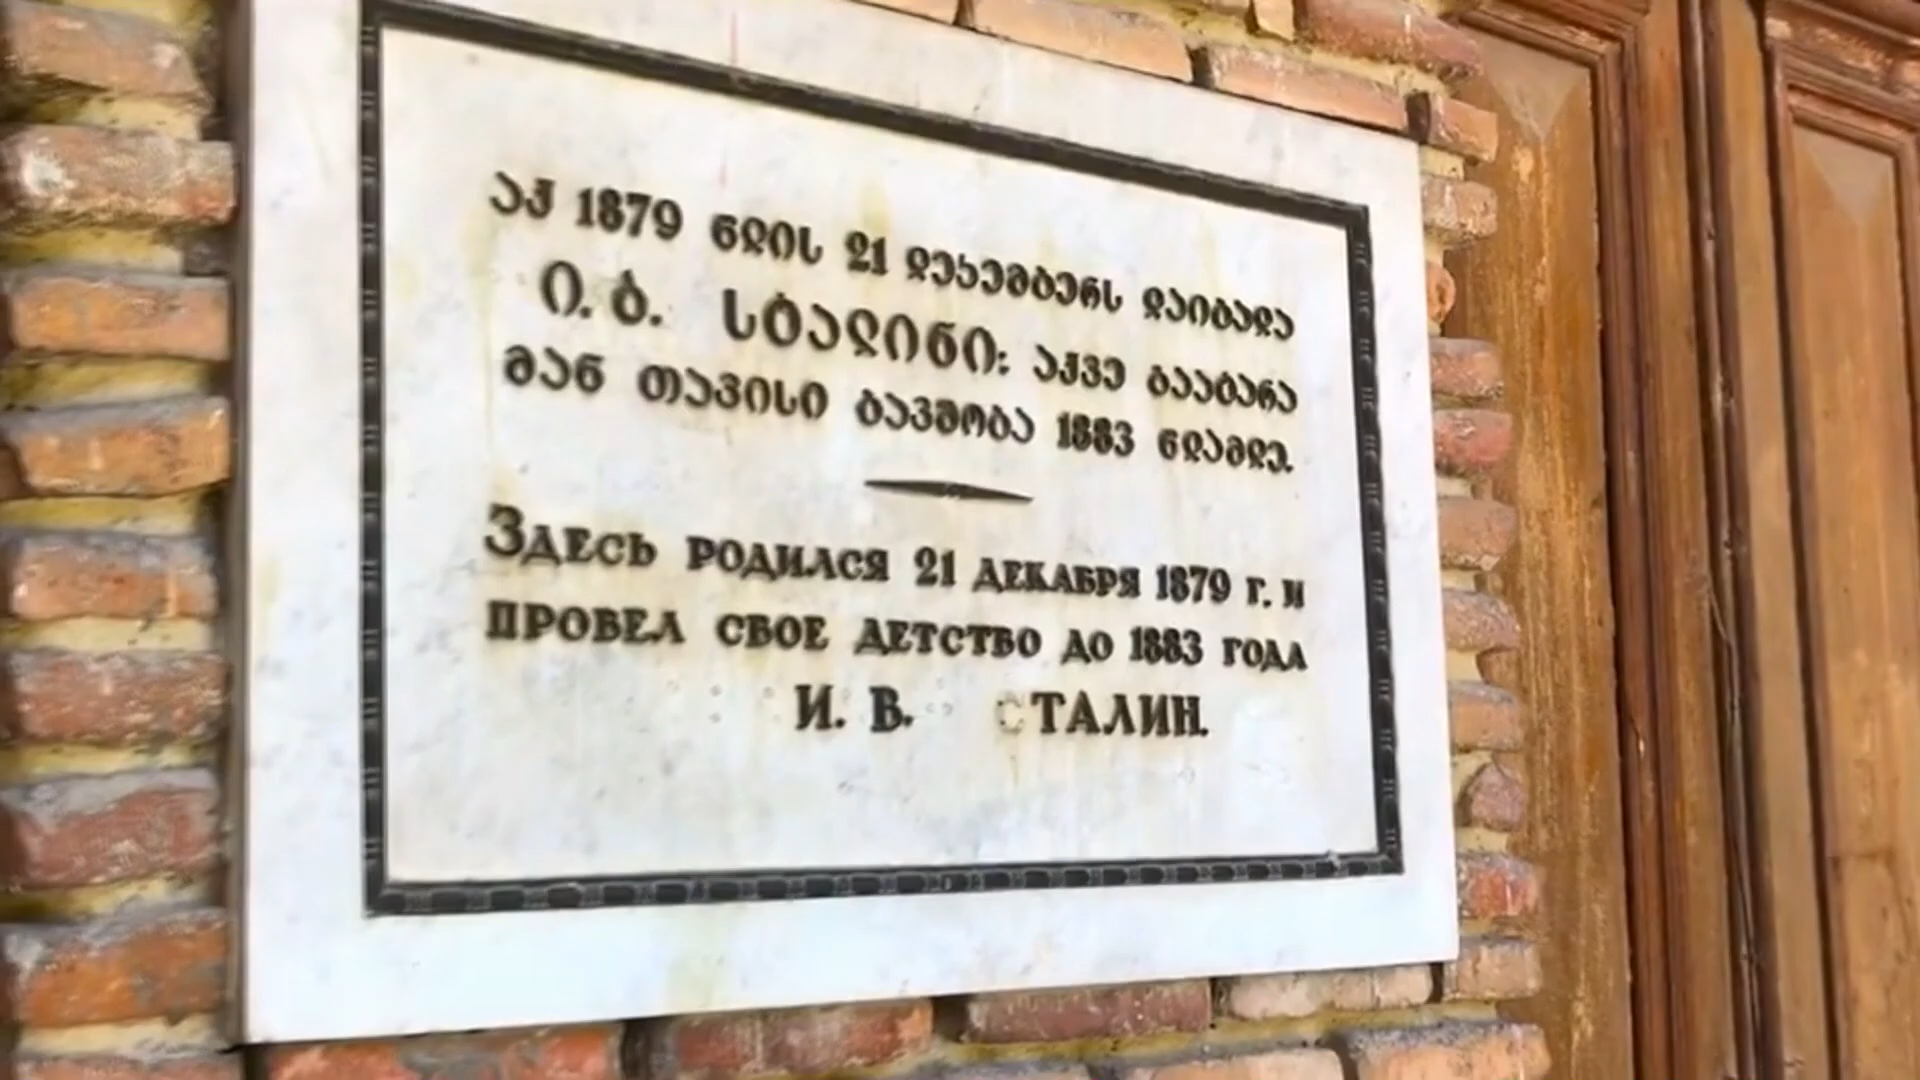 აქ 1879 წლის 21 დეკემბერს დაიბადა
ი. ბ. სტალინი; აქვე გაატარა
მან თავისი ბავშობა 1883 წლამდე.
Здесь родился 21 декабря 1879 г. и
провел свое детство до 1883 года
И. В. СТАЛИН.